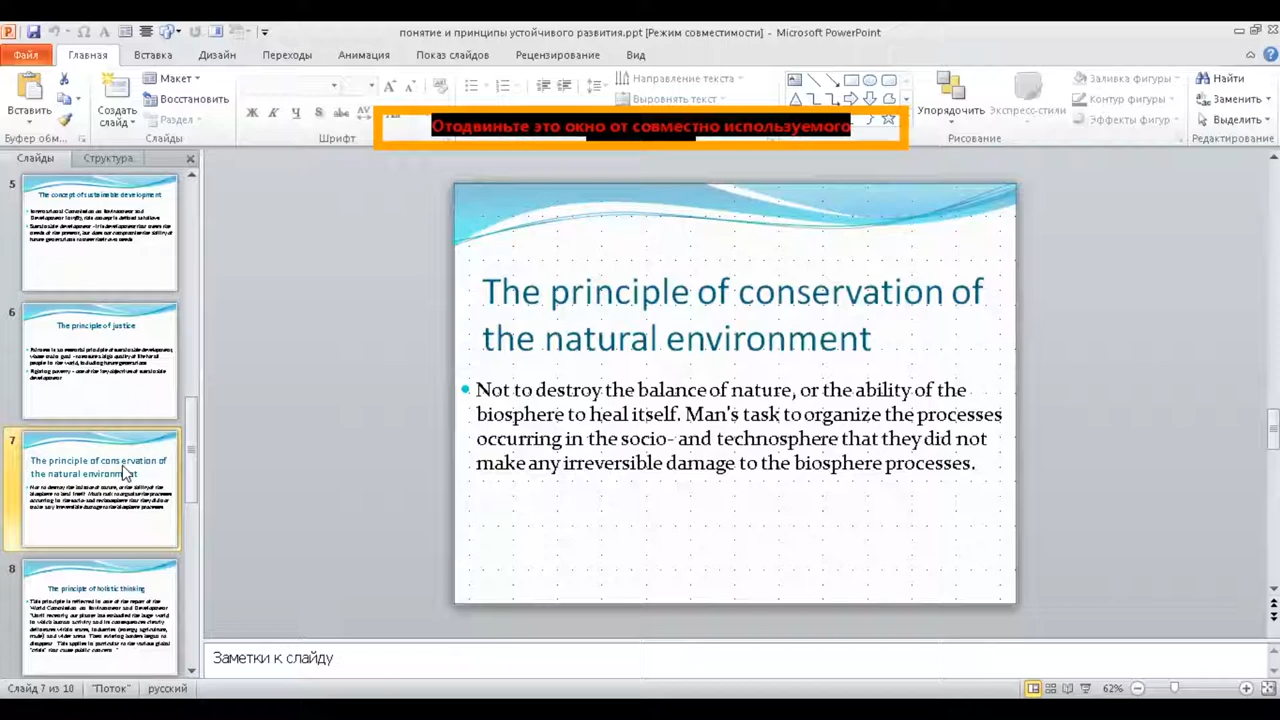 понятие и принципы устойчивого развития.ppt [Режим совместимости] - Microsoft PowerPoint
Файл Главная Вставка Дизайн Переходы Анимация Показ слайдов Рецензирование Вид
Макет Направление текста Заливка фигуры Найти
Восстановить Выровнять текст Контур фигуры
Вставить Создать слайд Раздел Упорядочить Экспресс-стили Эффекты фигур Выделить
Отодвиньте это окно от совместно используемого
Буфер обм... Слайды Шрифт Рисование Редактирование
Слайды Структура
5
The concept of sustainable development
6
The principle of justice
7
The principle of conservation of
the natural environment
8
The principle of holistic thinking
The principle of conservation of
the natural environment
Not to destroy the balance of nature, or the ability of the
biosphere to heal itself. Man's task to organize the processes
occurring in the socio- and technosphere that they did not
make any irreversible damage to the biosphere processes.
Заметки к слайду
Слайд 7 из 10 "Поток" русский 62%